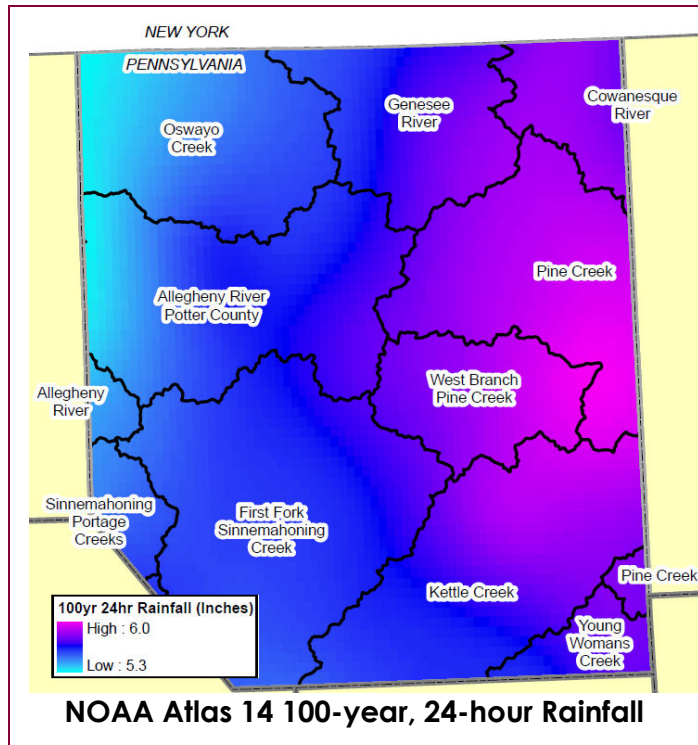 NEW YORK
PENNSYLVANIA
Oswayo
Creek
Genesee
River
Cowanesque
River
Pine Creek
Allegheny River
Potter County
West Branch
Pine Creek
Allegheny
River
Sinnemahoning
Portage
Creeks
First Fork
Sinnemahoning
Creek
Kettle Creek
Pine Creek
Young
Womans
Creek
100yr 24hr Rainfall (Inches)
High : 6.0
Low : 5.3
NOAA Atlas 14 100-year, 24-hour Rainfall